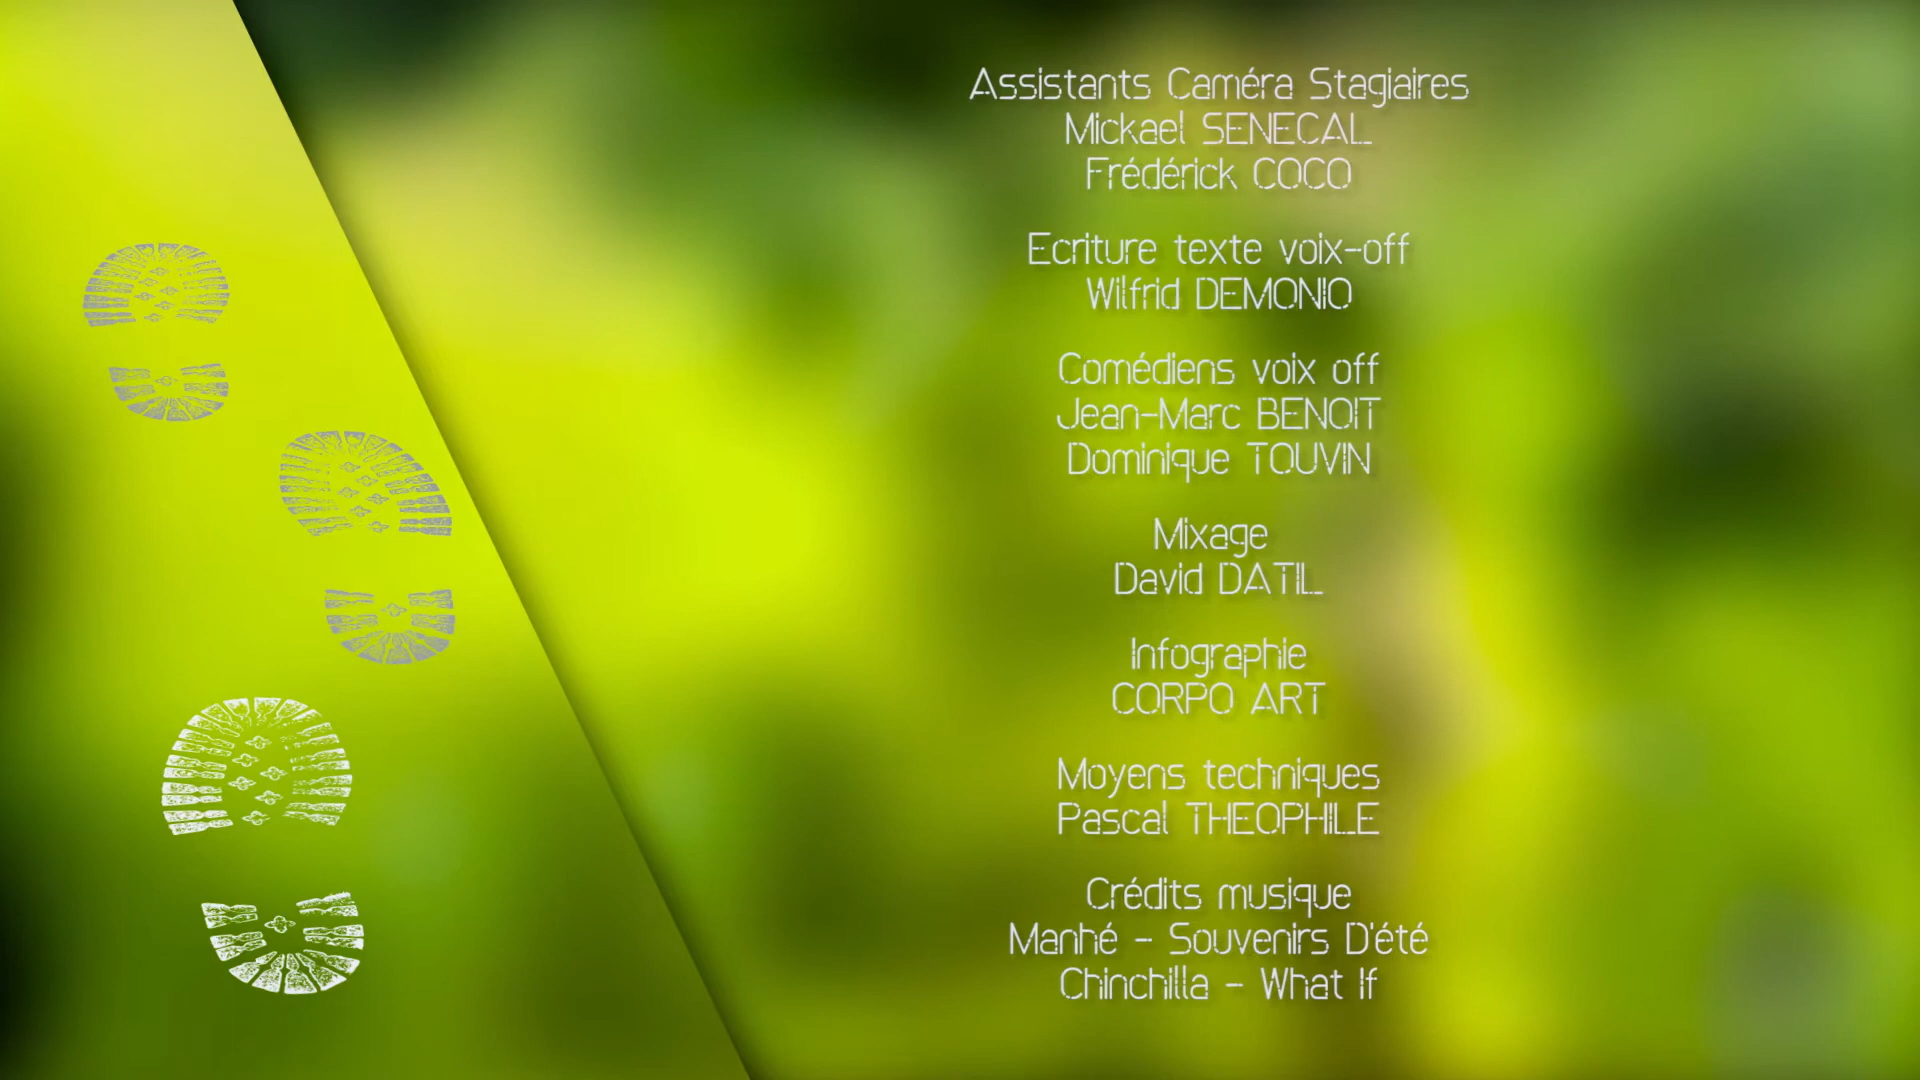 Assistants Caméra Stagiaires
Mickael SENECAL
Frédérick COCO
Ecriture texte voix-off
Wilfrid DEMONIO
Comédiens voix off
Jean-Marc BENOIT
Dominique TOUVIN
Mixage
David DATIL
Infographie
CORPO ART
Moyens techniques
Pascal THEOPHILE
Crédits musique
Manhé - Souvenirs D'été
Chinchilla - What If